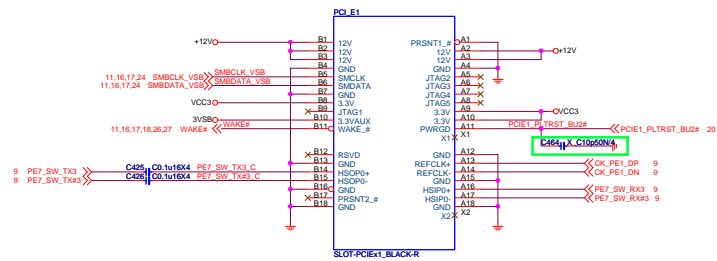 PCI_E1
+12V
B1 12V PRSNT1_# A1
B2 12V 12V A2 +12V
B3 12V 12V A3
B4 GND GND A4
11,16,17,24 SMBCLK_VSB SMBCLK_VSB B5 SMCLK JTAG2 A5
11,16,17,24 SMBDATA_VSB SMBDATA_VSB B6 SMDATA JTAG3 A6
B7 GND JTAG4 A7
VCC3 B8 3.3V JTAG5 A8
B9 JTAG1 3.3V A9 VCC3
3VSB B10 3.3VAUX 3.3V A10
11,16,17,18,26,27 WAKE# WAKE# B11 WAKE_# PWRGD A11 PCIE1_PLTRST_BU2# PCIE1_PLTRST_BU2# 20
X1 X1
C464 X_C10p50N/4
B12 RSVD GND A12
B13 GND REFCLK+ A13 CK_PE1_DP 9
9 PE7_SW_TX3 C425 C0.1u16X4 PE7_SW_TX3_C B14 HSOP0+ REFCLK- A14 CK_PE1_DN 9
9 PE7_SW_TX#3 C426 C0.1u16X4 PE7_SW_TX#3_C B15 HSOP0- GND A15
B16 GND HSIP0+ A16 PE7_SW_RX3 9
B17 PRSNT2_# HSIP0- A17 PE7_SW_RX#3 9
B18 GND GND A18
X2 X2
SLOT-PCIEx1_BLACK-R